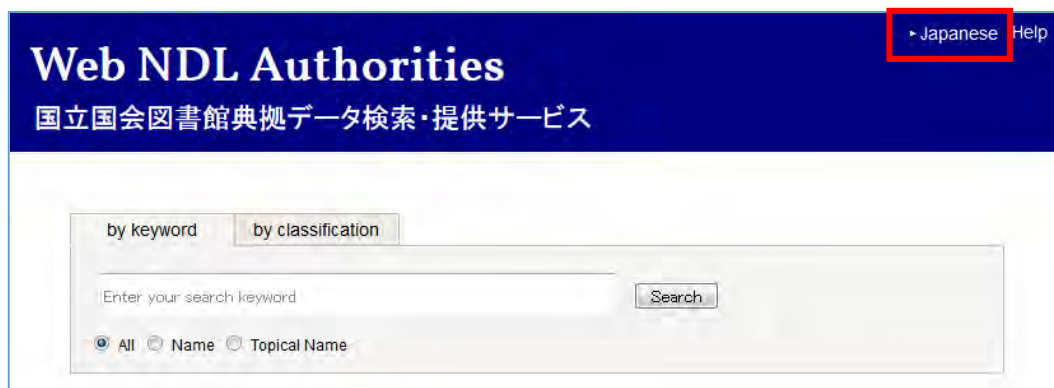 ▸Japanese Help
Web NDL Authorities
国立国会図書館典拠データ検索・提供サービス
by keyword by classification
Enter your search keyword Search
All Name Topical Name